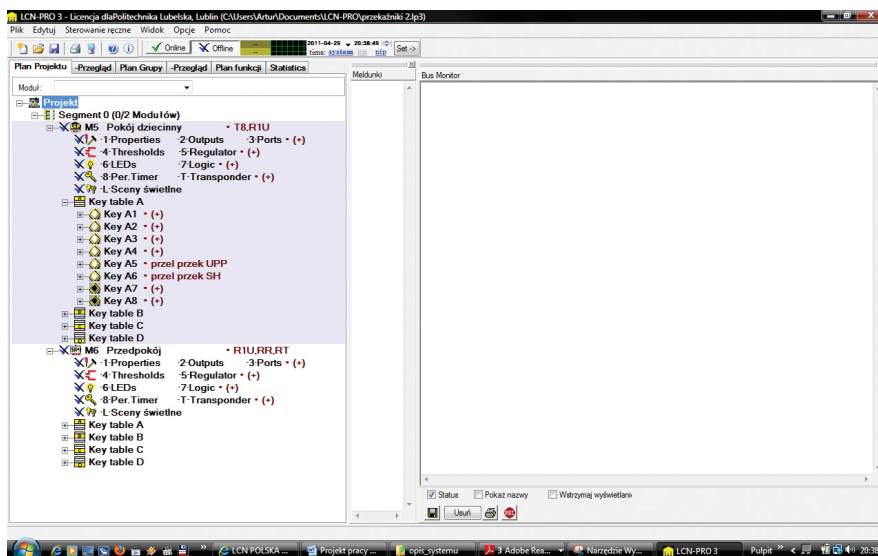 LCN-PRO 3 - Licencja dlaPolitechnika Lubelska, Lublin (C:\Users\Artur\Documents\LCN-PRO\przekaźniki 2.lp3)
Plik Edytuj Sterowanie ręczne Widok Opcje Pomoc
Online Offline 2011-04-29 20:38:49 Set ->
time: system lcn ntp
Plan Projektu -Przegląd Plan Grupy -Przegląd Plan funkcji Statistics
Meldunki Bus Monitor
Moduł:
Projekt
Segment 0 (0/2 Modułów)
M5 Pokój dziecinny • T8,R1U
·1·Properties ·2·Outputs ·3·Ports • (+)
·4·Thresholds ·5·Regulator • (+)
·6·LEDs ·7·Logic • (+)
·8·Per.Timer ·T·Transponder • (+)
·L·Sceny świetlne
Key table A
Key A1 • (+)
Key A2 • (+)
Key A3 • (+)
Key A4 • (+)
Key A5 • przel przek UPP
Key A6 • przel przek SH
Key A7 • (+)
Key A8 • (+)
Key table B
Key table C
Key table D
M6 Przedpokój • R1U,RR,RT
·1·Properties ·2·Outputs ·3·Ports • (+)
·4·Thresholds ·5·Regulator • (+)
·6·LEDs ·7·Logic • (+)
·8·Per.Timer ·T·Transponder • (+)
·L·Sceny świetlne
Key table A
Key table B
Key table C
Key table D
Status Pokaż nazwy Wstrzymaj wyświetlani
Usuń REC
LCN POLSKA ... Projekt pracy ... opis_systemu 3 Adobe Rea... Narzędzie Wy... LCN-PRO 3 Pulpit 20:38